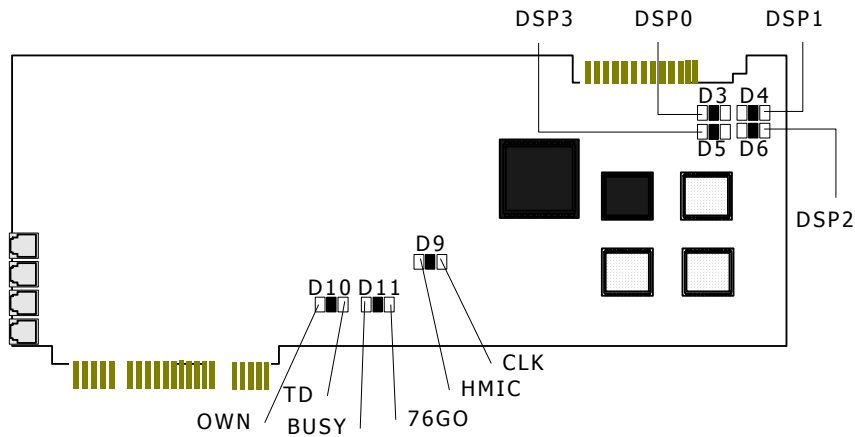 DSP3 DSP0 DSP1
D3 D4
D5 D6
DSP2
D9
D10 D11
CLK
TD HMIC
OWN BUSY 76GO